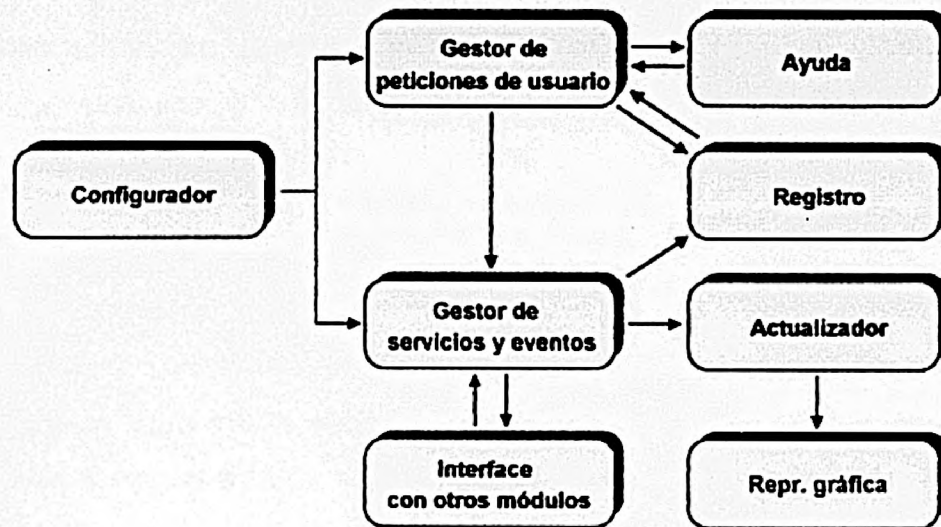 Gestor de
peticiones de usuario
Ayuda
Configurador
Registro
Gestor de
servicios y eventos
Actualizador
Interface
con otros módulos
Repr. gráfica